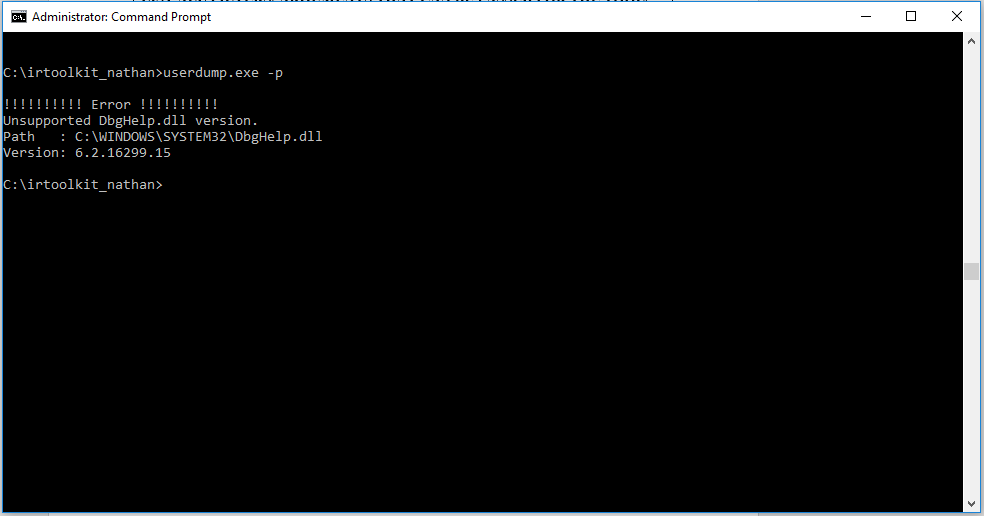 Administrator: Command Prompt
C:\irtoolkit_nathan>userdump.exe -p
!!!!!!!!!! Error !!!!!!!!!!
Unsupported DbgHelp.dll version.
Path   : C:\WINDOWS\SYSTEM32\DbgHelp.dll
Version: 6.2.16299.15
C:\irtoolkit_nathan>